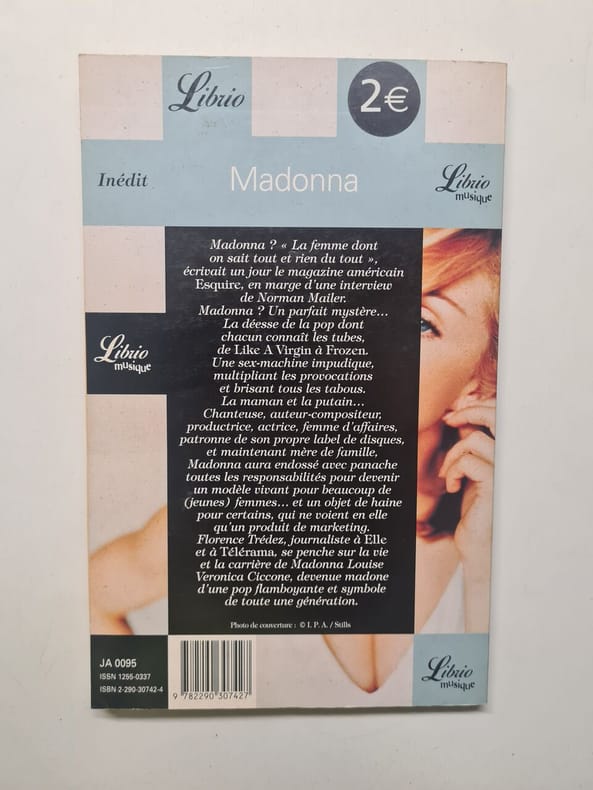 Librio
2€
Inédit
Madonna
Librio
musique
Madonna ? « La femme dont
on sait tout et rien du tout »,
écrivait un jour le magazine américain
Esquire, en marge d'une interview
de Norman Mailer.
Madonna ? Un parfait mystère...
La déesse de la pop dont
chacun connaît les tubes,
de Like A Virgin à Frozen.
Une sex-machine impudique,
multipliant les provocations
et brisant tous les tabous.
La maman et la putain...
Chanteuse, auteur-compositeur,
productrice, actrice, femme d'affaires,
patronne de son propre label de disques,
et maintenant mère de famille,
Madonna aura endossé avec panache
toutes les responsabilités pour devenir
un modèle vivant pour beaucoup de
(jeunes) femmes... et un objet de haine
pour certains, qui ne voient en elle
qu'un produit de marketing.
Florence Trédez, journaliste à Elle
et à Télérama, se penche sur la vie
et la carrière de Madonna Louise
Veronica Ciccone, devenue madone
d'une pop flamboyante et symbole
de toute une génération.
Photo de couverture : © I. P. A. / Stills
Librio
musique
JA 0095
ISSN 1255-0337
ISBN 2-290-30742-4
9 782290 307427
Librio
musique